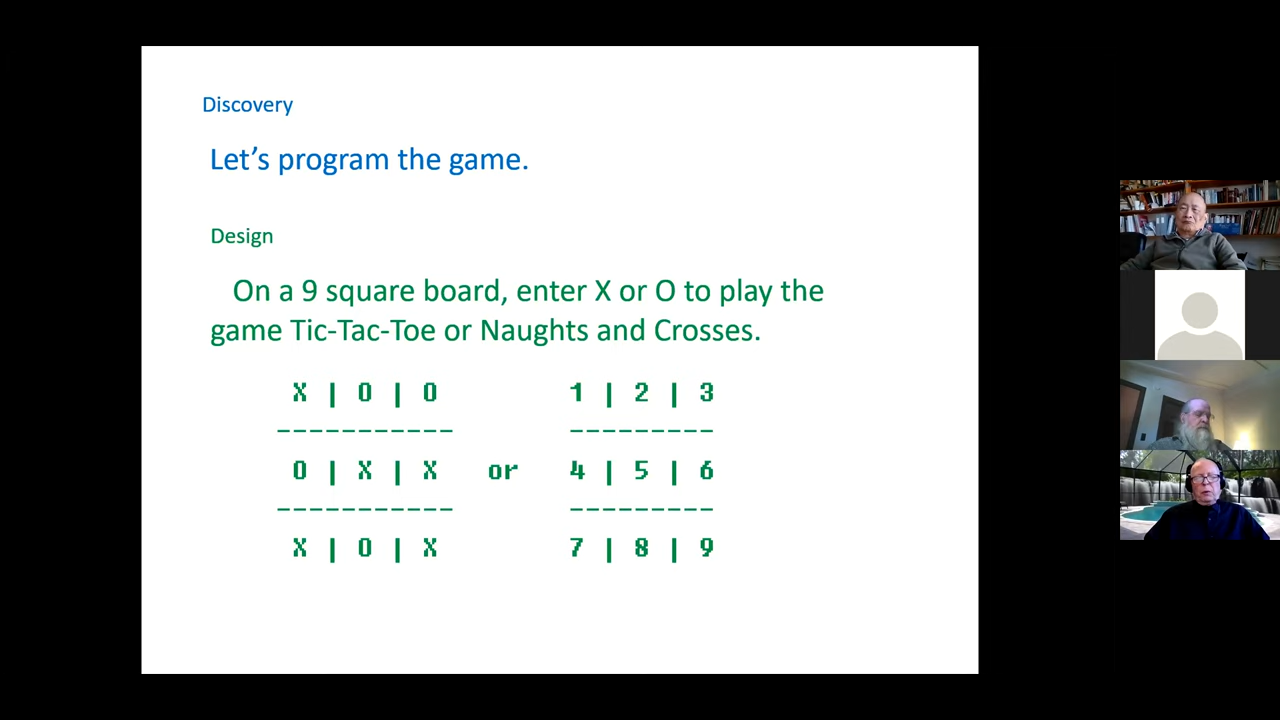 Discovery
Let’s program the game.
Design
On a 9 square board, enter X or O to play the
game Tic-Tac-Toe or Naughts and Crosses.
X | O | O 1 | 2 | 3
----------- ---------
O | X | X or 4 | 5 | 6
----------- ---------
X | O | X 7 | 8 | 9